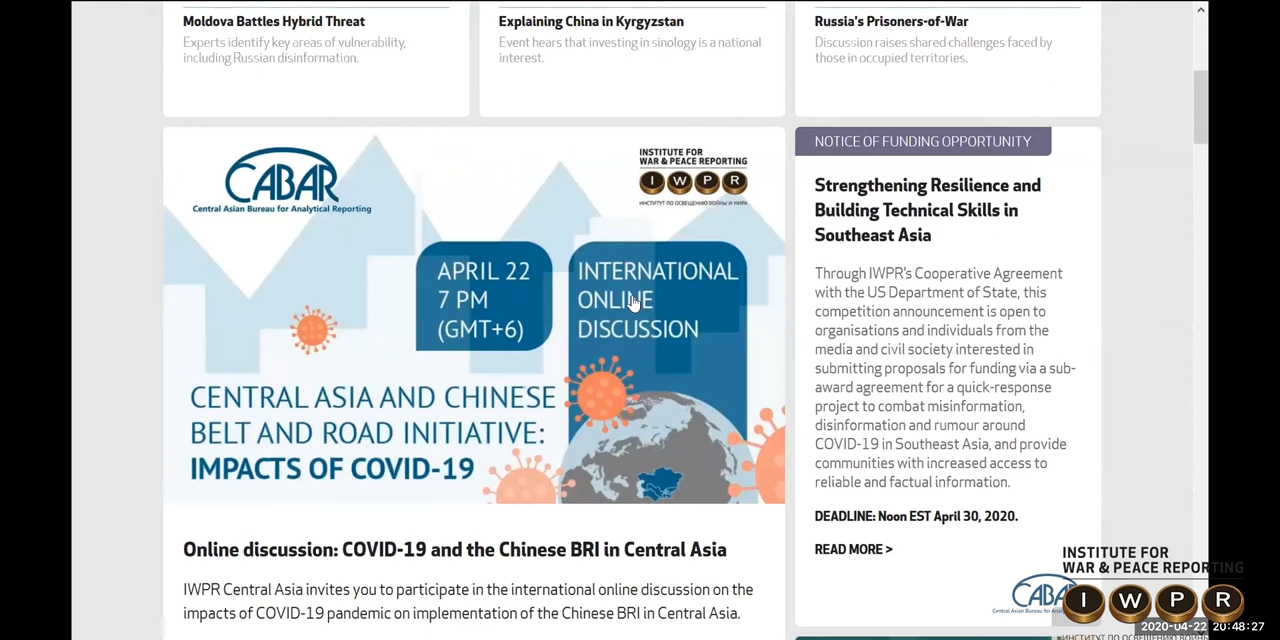 Moldova Battles Hybrid Threat
Experts identify key areas of vulnerability,
including Russian disinformation.
Explaining China in Kyrgyzstan
Event hears that investing in sinology is a national
interest.
Russia's Prisoners-of-War
Discussion raises shared challenges faced by
those in occupied territories.
CABAR
Central Asian Bureau for Analytical Reporting
INSTITUTE FOR
WAR & PEACE REPORTING
I W P R
ИНСТИТУТ ПО ОСВЕЩЕНИЮ ВОЙНЫ И МИРА
APRIL 22
7 PM
(GMT+6)
INTERNATIONAL
ONLINE
DISCUSSION
CENTRAL ASIA AND CHINESE
BELT AND ROAD INITIATIVE:
IMPACTS OF COVID-19
Online discussion: COVID-19 and the Chinese BRI in Central Asia
IWPR Central Asia invites you to participate in the international online discussion on the
impacts of COVID-19 pandemic on implementation of the Chinese BRI in Central Asia.
NOTICE OF FUNDING OPPORTUNITY
Strengthening Resilience and
Building Technical Skills in
Southeast Asia
Through IWPR's Cooperative Agreement
with the US Department of State, this
competition announcement is open to
organisations and individuals from the
media and civil society interested in
submitting proposals for funding via a sub-
award agreement for a quick-response
project to combat misinformation,
disinformation and rumour around
COVID-19 in Southeast Asia, and provide
communities with increased access to
reliable and factual information.
DEADLINE: Noon EST April 30, 2020.
READ MORE >
INSTITUTE FOR
WAR & PEACE REPORTING
CABA
Central Asian Bureau for
I W P R
2020-04-22 20:48:27